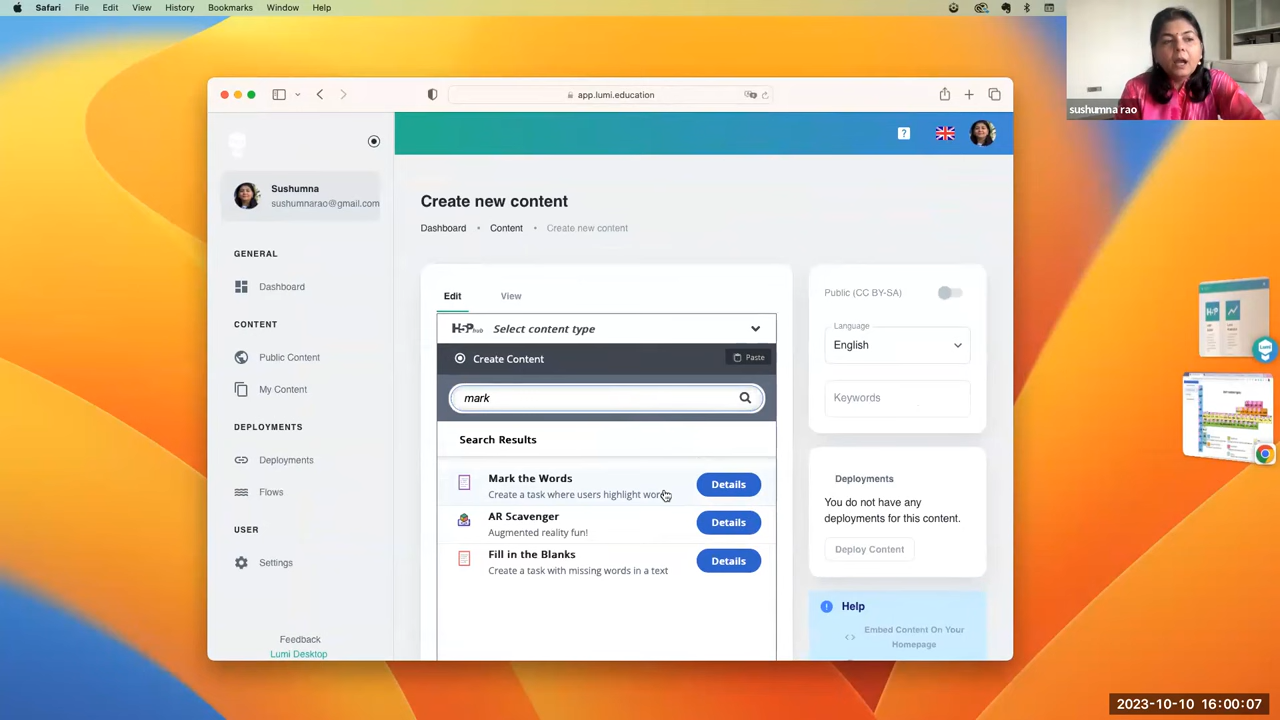 Safari File Edit View History Bookmarks Window Help
sushumna rao
app.lumi.education
Sushumna
sushumnarao@gmail.com
GENERAL
Dashboard
CONTENT
Public Content
My Content
DEPLOYMENTS
Deployments
Flows
USER
Settings
Feedback
Lumi Desktop
Create new content
Dashboard • Content • Create new content
Edit View
H5P hub Select content type
Create Content Paste
mark
Search Results
Mark the Words
Create a task where users highlight words
Details
AR Scavenger
Augmented reality fun!
Details
Fill in the Blanks
Create a task with missing words in a text
Details
Public (CC BY-SA)
Language
English
Keywords
Deployments
You do not have any
deployments for this content.
Deploy Content
Help
Embed Content On Your
Homepage
H5P
Lumi
2023-10-10 16:00:07